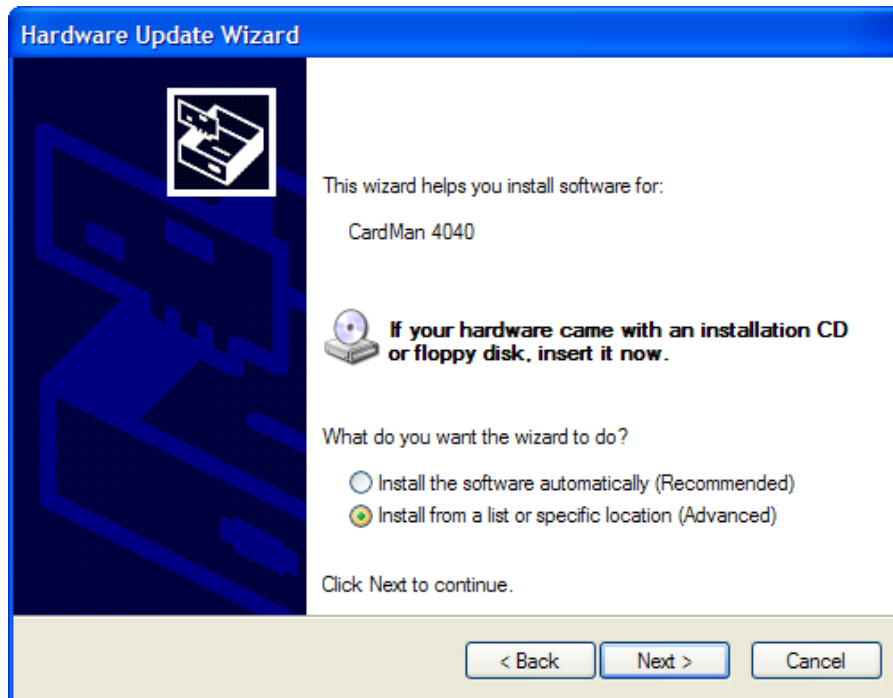 Hardware Update Wizard
This wizard helps you install software for:
CardMan 4040
If your hardware came with an installation CD
or floppy disk, insert it now.
What do you want the wizard to do?
Install the software automatically (Recommended)
Install from a list or specific location (Advanced)
Click Next to continue.
< Back Next > Cancel